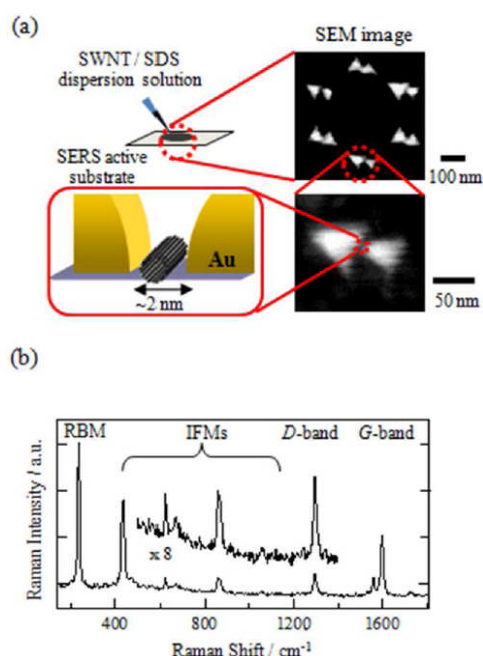 (a)
SEM image
SWNT / SDS
dispersion solution
SERS active
substrate
100 nm
Au
~2 nm
50 nm
(b)
RBM
IFMs
D-band
G-band
x 8
Raman Intensity / a.u.
400
800
1200
1600
Raman Shift / cm-1